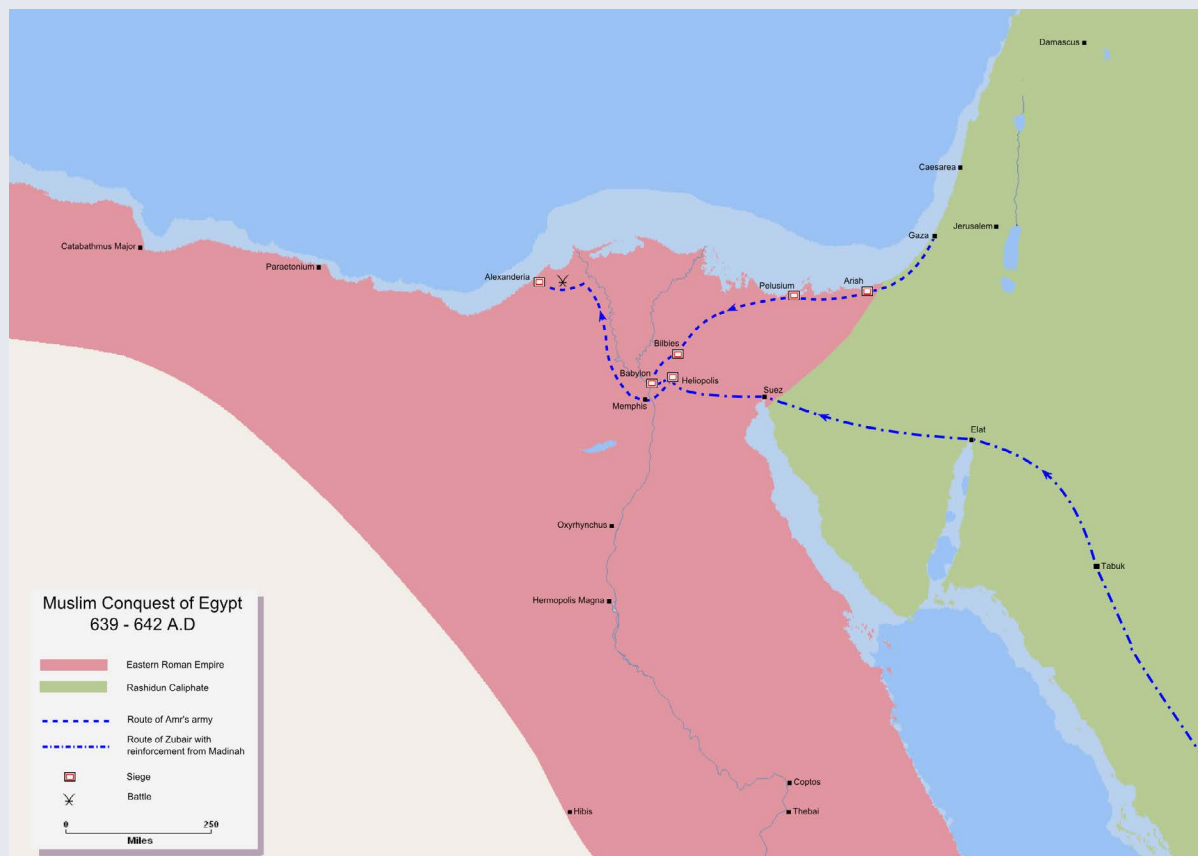 Damascus
Caesarea
Jerusalem
Gaza
Catabathmus Major
Paraotonium
Alexanderia
Pelusium
Arish
Bilbies
Babylon
Heliopolis
Memphis
Suez
Elat
Oxyrhynchus
Tabuk
Hermopolis Magna
Coptos
Hibis
Thebai
Muslim Conquest of Egypt
639 - 642 A.D
Eastern Roman Empire
Rashidun Caliphate
Route of Amr's army
Route of Zubair with
reinforcement from Madinah
Siege
Battle
0 250
Miles